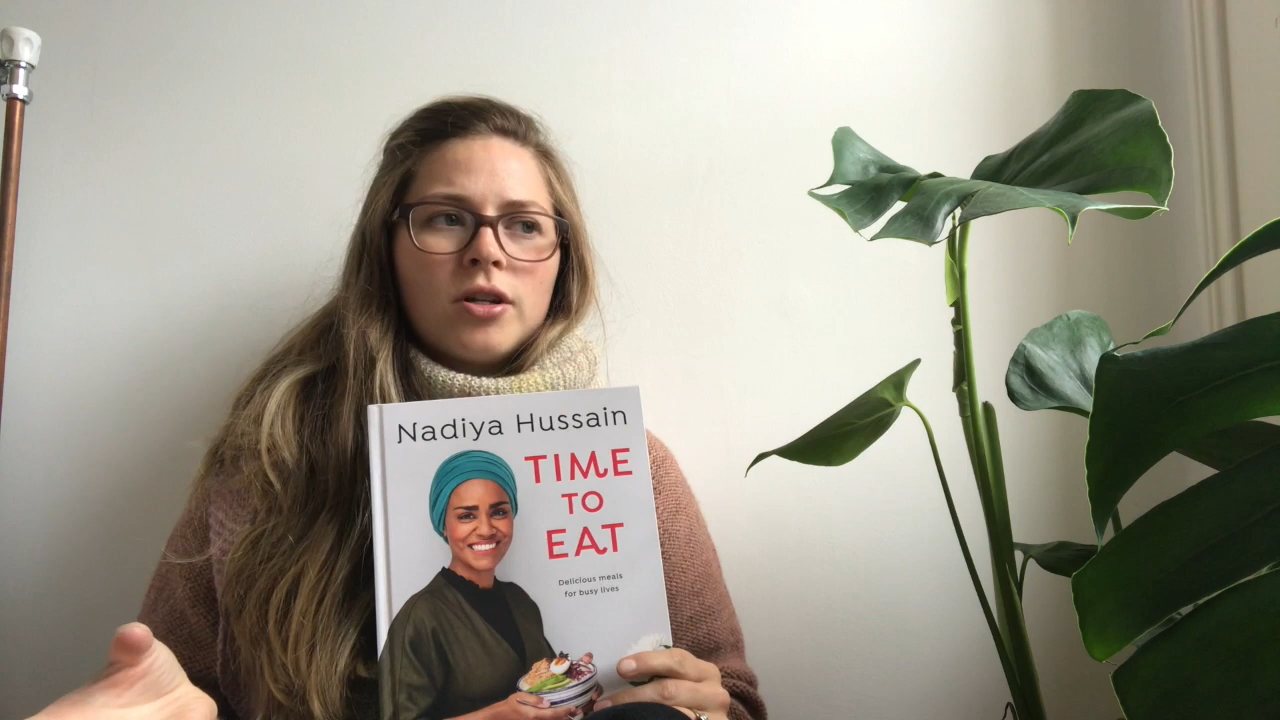 Nadiya Hussain
TIME
TO
EAT
Delicious meals
for busy lives